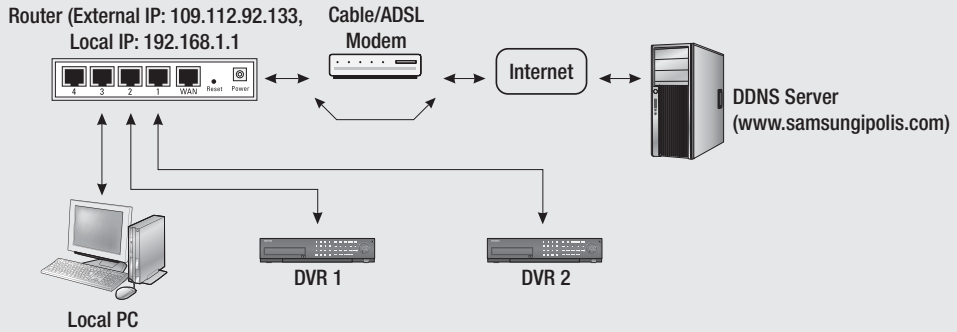 Router (External IP: 109.112.92.133,
Local IP: 192.168.1.1
Cable/ADSL
Modem
4 3 2 1 WAN Reset Power
Internet
DDNS Server
(www.samsungipolis.com)
DVR 1
DVR 2
Local PC